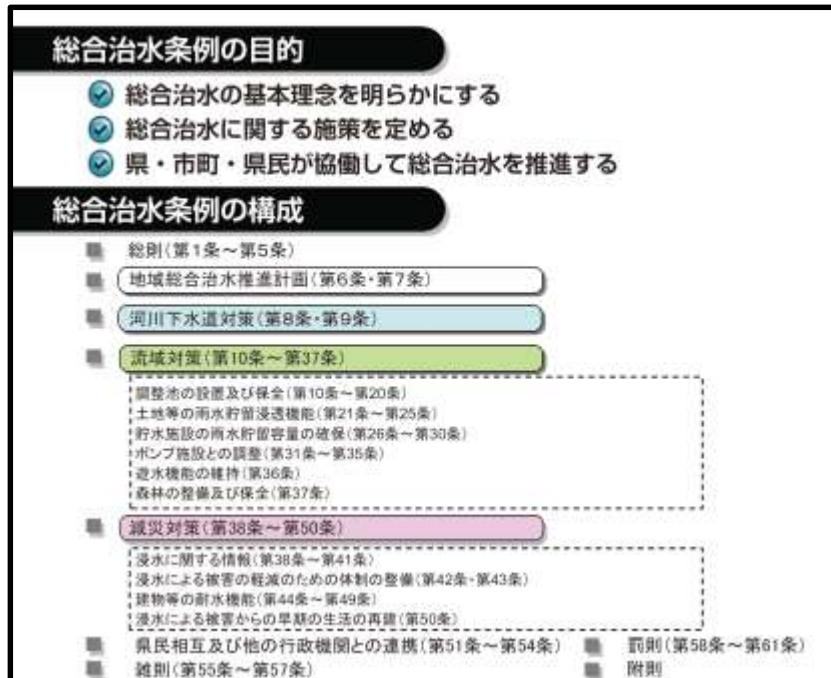 総合治水条例の目的
総合治水の基本理念を明らかにする
総合治水に関する施策を定める
県・市町・県民が協働して総合治水を推進する
総合治水条例の構成
総則(第1条～第5条)
地域総合治水推進計画(第6条・第7条)
河川下水道対策(第8条・第9条)
流域対策(第10条～第37条)
調整池の設置及び保全(第10条～第20条)
土地等の雨水貯留浸透機能(第21条～第25条)
貯水施設の雨水貯留容量の確保(第26条～第30条)
ポンプ施設との調整(第31条～第35条)
遊水機能の維持(第36条)
森林の整備及び保全(第37条)
減災対策(第38条～第50条)
浸水に関する情報(第38条～第41条)
浸水による被害の軽減のための体制の整備(第42条・第43条)
建物等の耐水機能(第44条～第49条)
浸水による被害からの早期の生活の再建(第50条)
県民相互及び他の行政機関との連携(第51条～第54条) 罰則(第58条～第61条)
雑則(第55条～第57条) 附則